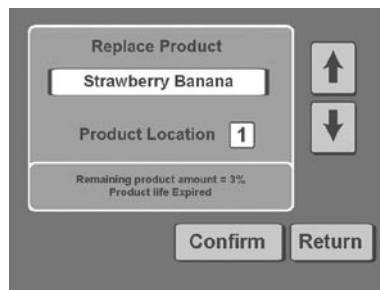 Replace Product
Strawberry Banana
Product Location 1
Remaining product amount = 3%
Product life Expired
Confirm Return